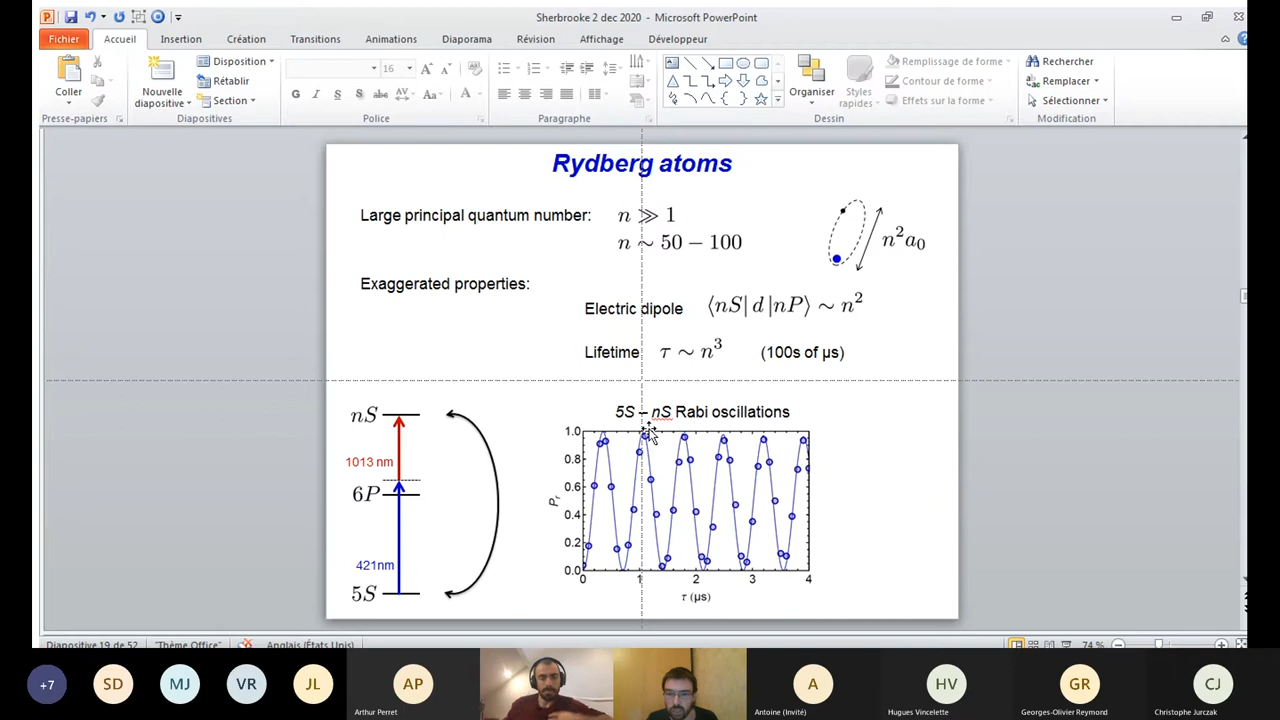 Sherbrooke 2 dec 2020 - Microsoft PowerPoint
Fichier Accueil Insertion Création Transitions Animations Diaporama Révision Affichage Développeur
Coller
Presse-papiers
Nouvelle diapositive
Disposition
Rétablir
Section
Diapositives
16
G I S S abc AV Aa A
Police
Paragraphe
Organiser
Styles rapides
Remplissage de forme
Contour de forme
Effets sur la forme
Dessin
Rechercher
Remplacer
Sélectionner
Modification
Rydberg atoms
Large principal quantum number: n ≫ 1
n ∼ 50 − 100
n²a₀
Exaggerated properties:
Electric dipole ⟨nS| d |nP⟩ ∼ n²
Lifetime τ ∼ n³ (100s of µs)
nS
1013 nm
6P
421nm
5S
5S – nS Rabi oscillations
1.0
0.8
0.6
0.4
0.2
0.0
Pᵣ
0 1 2 3 4
τ (µs)
Diapositive 19 de 52 "Thème Office" Anglais (États Unis) 74 %
+7 SD MJ VR JL AP A HV GR CJ
Arthur Perret Antoine (Invité) Hugues Vincelette Georges-Olivier Reymond Christophe Jurczak